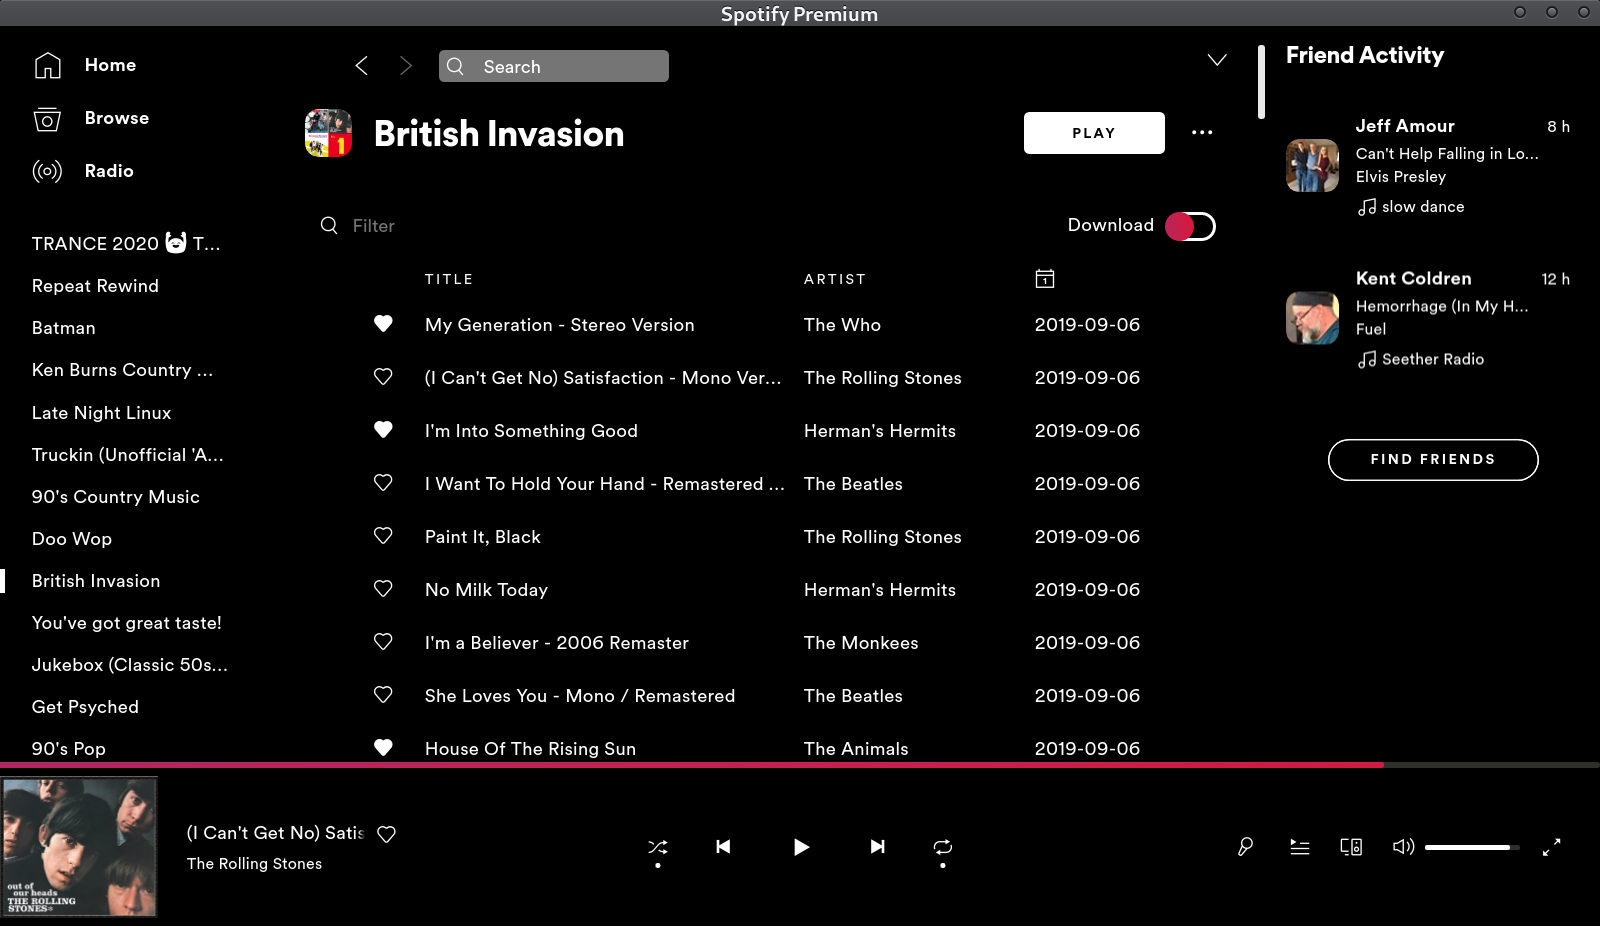 Spotify Premium
Home
Browse
Radio
TRANCE 2020 T...
Repeat Rewind
Batman
Ken Burns Country ...
Late Night Linux
Truckin (Unofficial 'A...
90's Country Music
Doo Wop
British Invasion
You've got great taste!
Jukebox (Classic 50s...
Get Psyched
90's Pop
Search
British Invasion
PLAY
Filter
Download
TITLE ARTIST 1
My Generation - Stereo Version The Who 2019-09-06
(I Can't Get No) Satisfaction - Mono Ver... The Rolling Stones 2019-09-06
I'm Into Something Good Herman's Hermits 2019-09-06
I Want To Hold Your Hand - Remastered ... The Beatles 2019-09-06
Paint It, Black The Rolling Stones 2019-09-06
No Milk Today Herman's Hermits 2019-09-06
I'm a Believer - 2006 Remaster The Monkees 2019-09-06
She Loves You - Mono / Remastered The Beatles 2019-09-06
House Of The Rising Sun The Animals 2019-09-06
Friend Activity
Jeff Amour 8 h
Can't Help Falling in Lo...
Elvis Presley
slow dance
Kent Coldren 12 h
Hemorrhage (In My H...
Fuel
Seether Radio
FIND FRIENDS
out of
our heads
THE ROLLING
STONES*
(I Can't Get No) Satis
The Rolling Stones